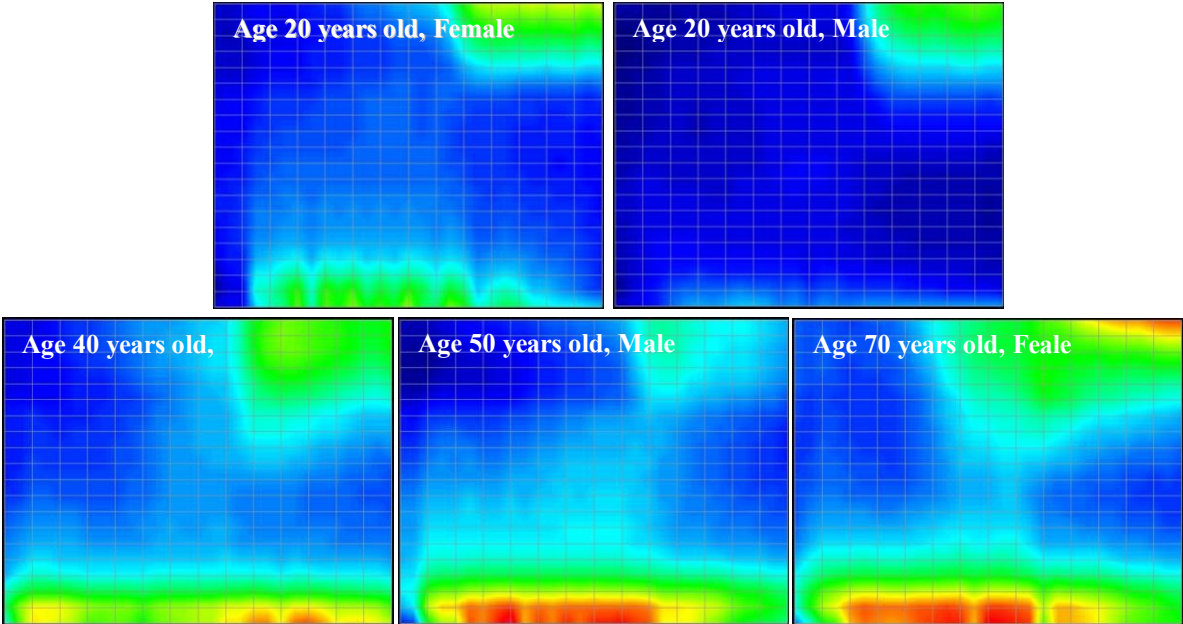 Age 20 years old, Female
Age 20 years old, Male
Age 40 years old,
Age 50 years old, Male
Age 70 years old, Feale